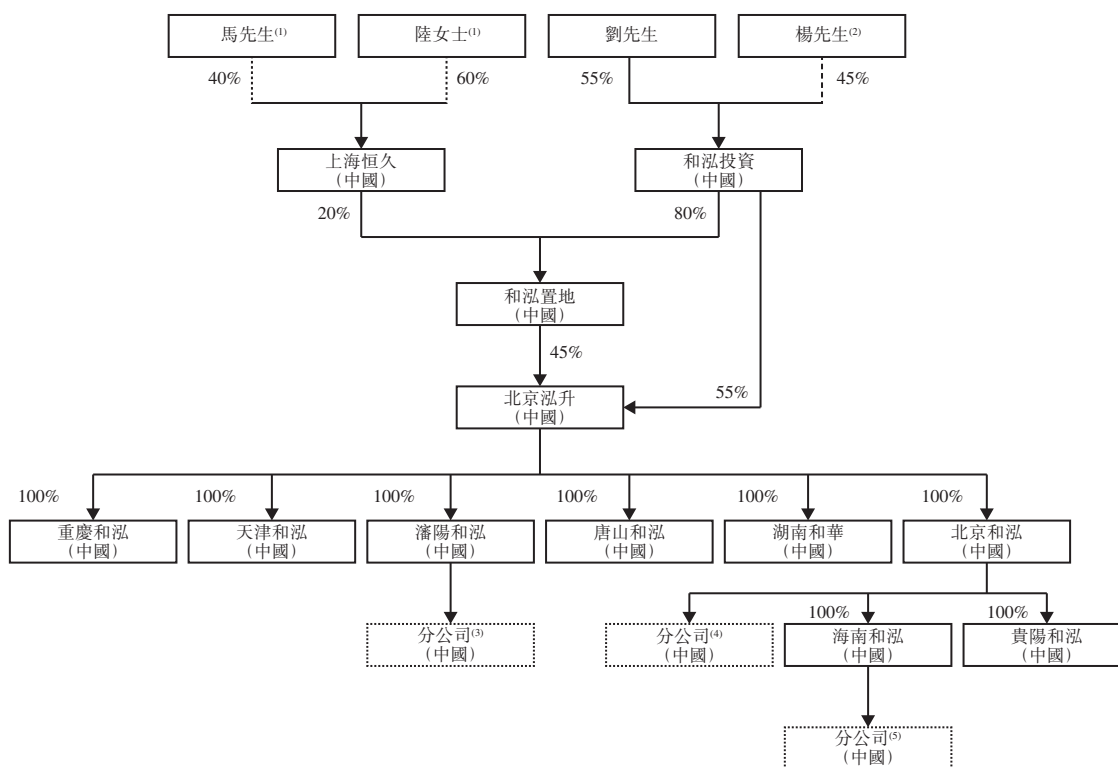 馬先生(1)
陸女士(1)
劉先生
楊先生(2)
40%
60%
55%
45%
上海恒久
(中國)
和泓投資
(中國)
20%
80%
和泓置地
(中國)
45%
55%
北京泓升
(中國)
100%
100%
100%
100%
100%
100%
重慶和泓
(中國)
天津和泓
(中國)
瀋陽和泓
(中國)
唐山和泓
(中國)
湖南和華
(中國)
北京和泓
(中國)
100%
100%
分公司(3)
(中國)
分公司(4)
(中國)
海南和泓
(中國)
貴陽和泓
(中國)
分公司(5)
(中國)